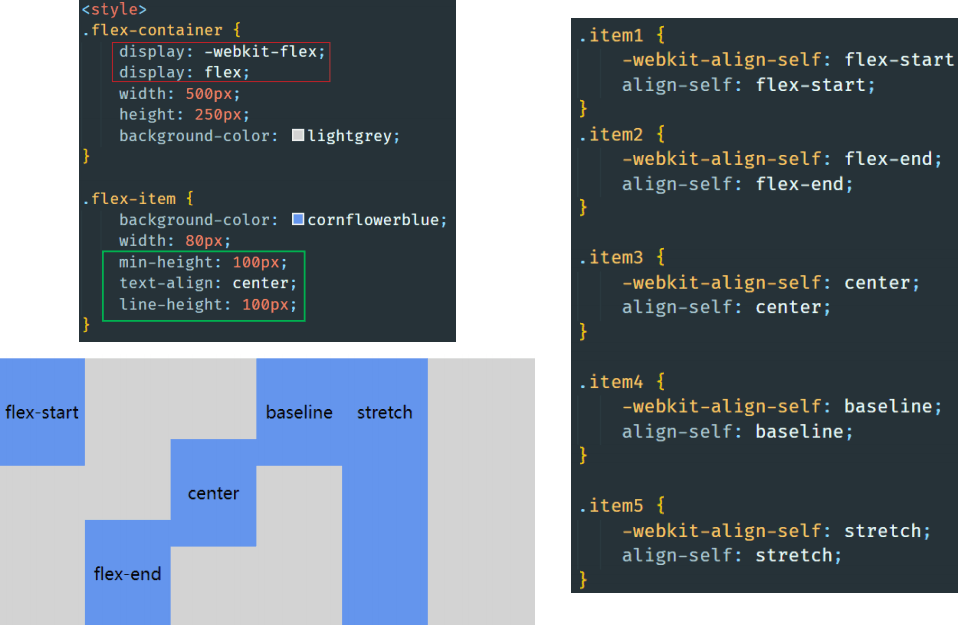 <style>
.flex-container {
display: -webkit-flex;
display: flex;
width: 500px;
height: 250px;
background-color: lightgrey;
}
.flex-item {
background-color: cornflowerblue;
width: 80px;
min-height: 100px;
text-align: center;
line-height: 100px;
}
flex-start
baseline
stretch
center
flex-end
.item1 {
-webkit-align-self: flex-start
align-self: flex-start;
}
.item2 {
-webkit-align-self: flex-end;
align-self: flex-end;
}
.item3 {
-webkit-align-self: center;
align-self: center;
}
.item4 {
-webkit-align-self: baseline;
align-self: baseline;
}
.item5 {
-webkit-align-self: stretch;
align-self: stretch;
}